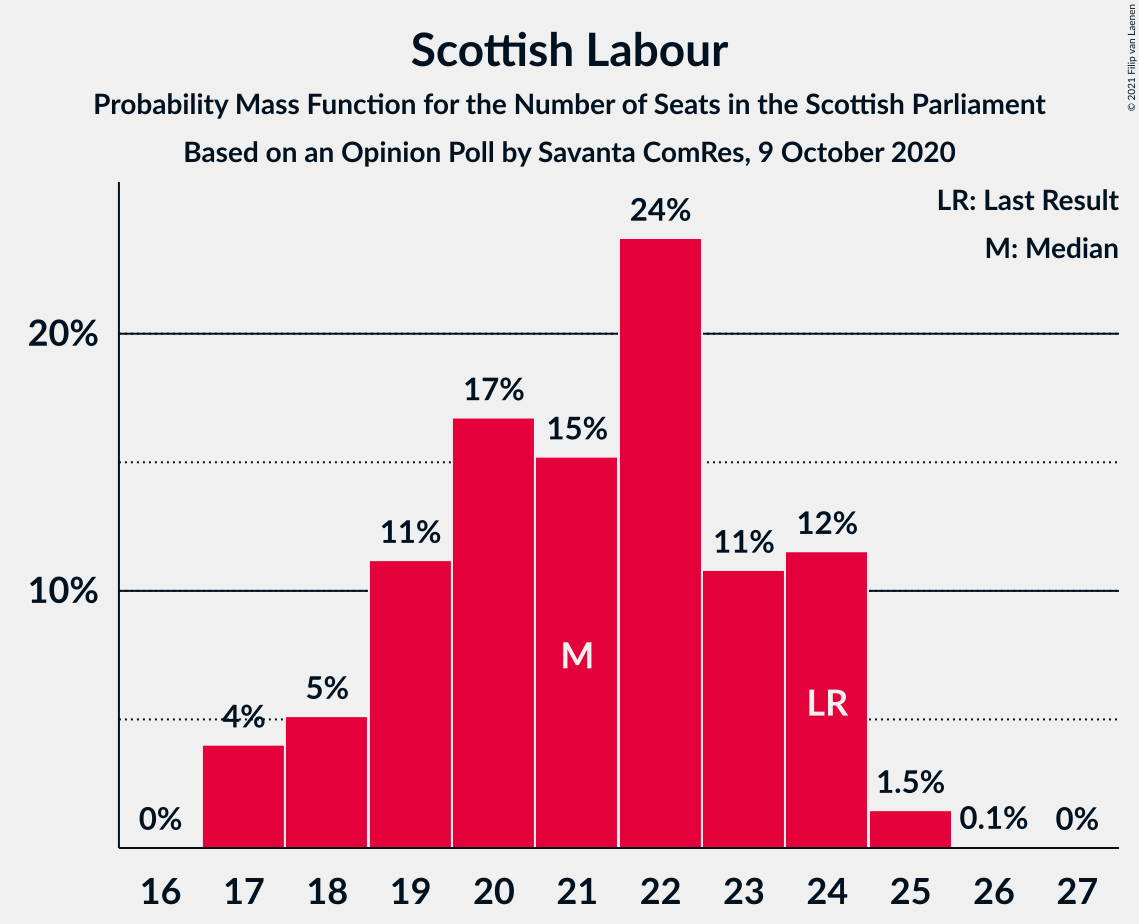 Scottish Labour
Probability Mass Function for the Number of Seats in the Scottish Parliament
Based on an Opinion Poll by Savanta ComRes, 9 October 2020
© 2021 Filip van Laenen
LR: Last Result
M: Median
20%
10%
0%
4%
5%
11%
17%
15%
24%
11%
12%
1.5%
0.1%
0%
M
LR
16 17 18 19 20 21 22 23 24 25 26 27